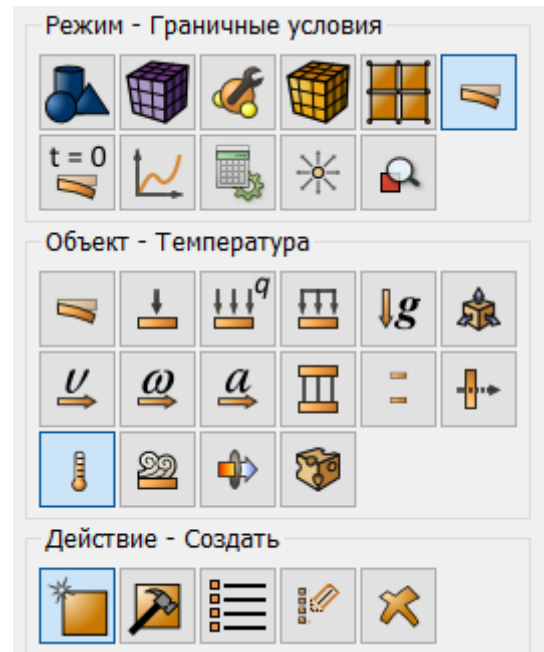 Режим - Граничные условия
t = 0
Объект - Температура
q
g
υ ω a
Действие - Создать